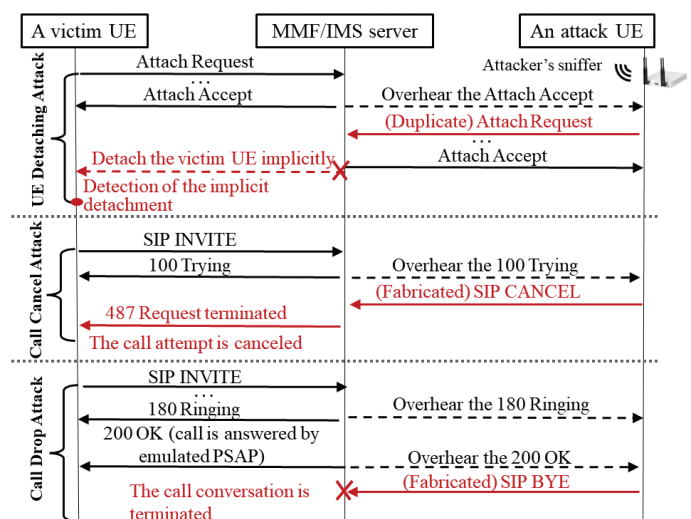 A victim UE
MMF/IMS server
An attack UE
UE Detaching Attack
Attach Request
Attacker's sniffer
...
Attach Accept
Overhear the Attach Accept
(Duplicate) Attach Request
...
Detach the victim UE implicitly
Attach Accept
Detection of the implicit
detachment
Call Cancel Attack
SIP INVITE
100 Trying
Overhear the 100 Trying
(Fabricated) SIP CANCEL
487 Request terminated
The call attempt is canceled
Call Drop Attack
SIP INVITE
...
180 Ringing
Overhear the 180 Ringing
200 OK (call is answered by
emulated PSAP)
Overhear the 200 OK
(Fabricated) SIP BYE
The call conversation is
terminated